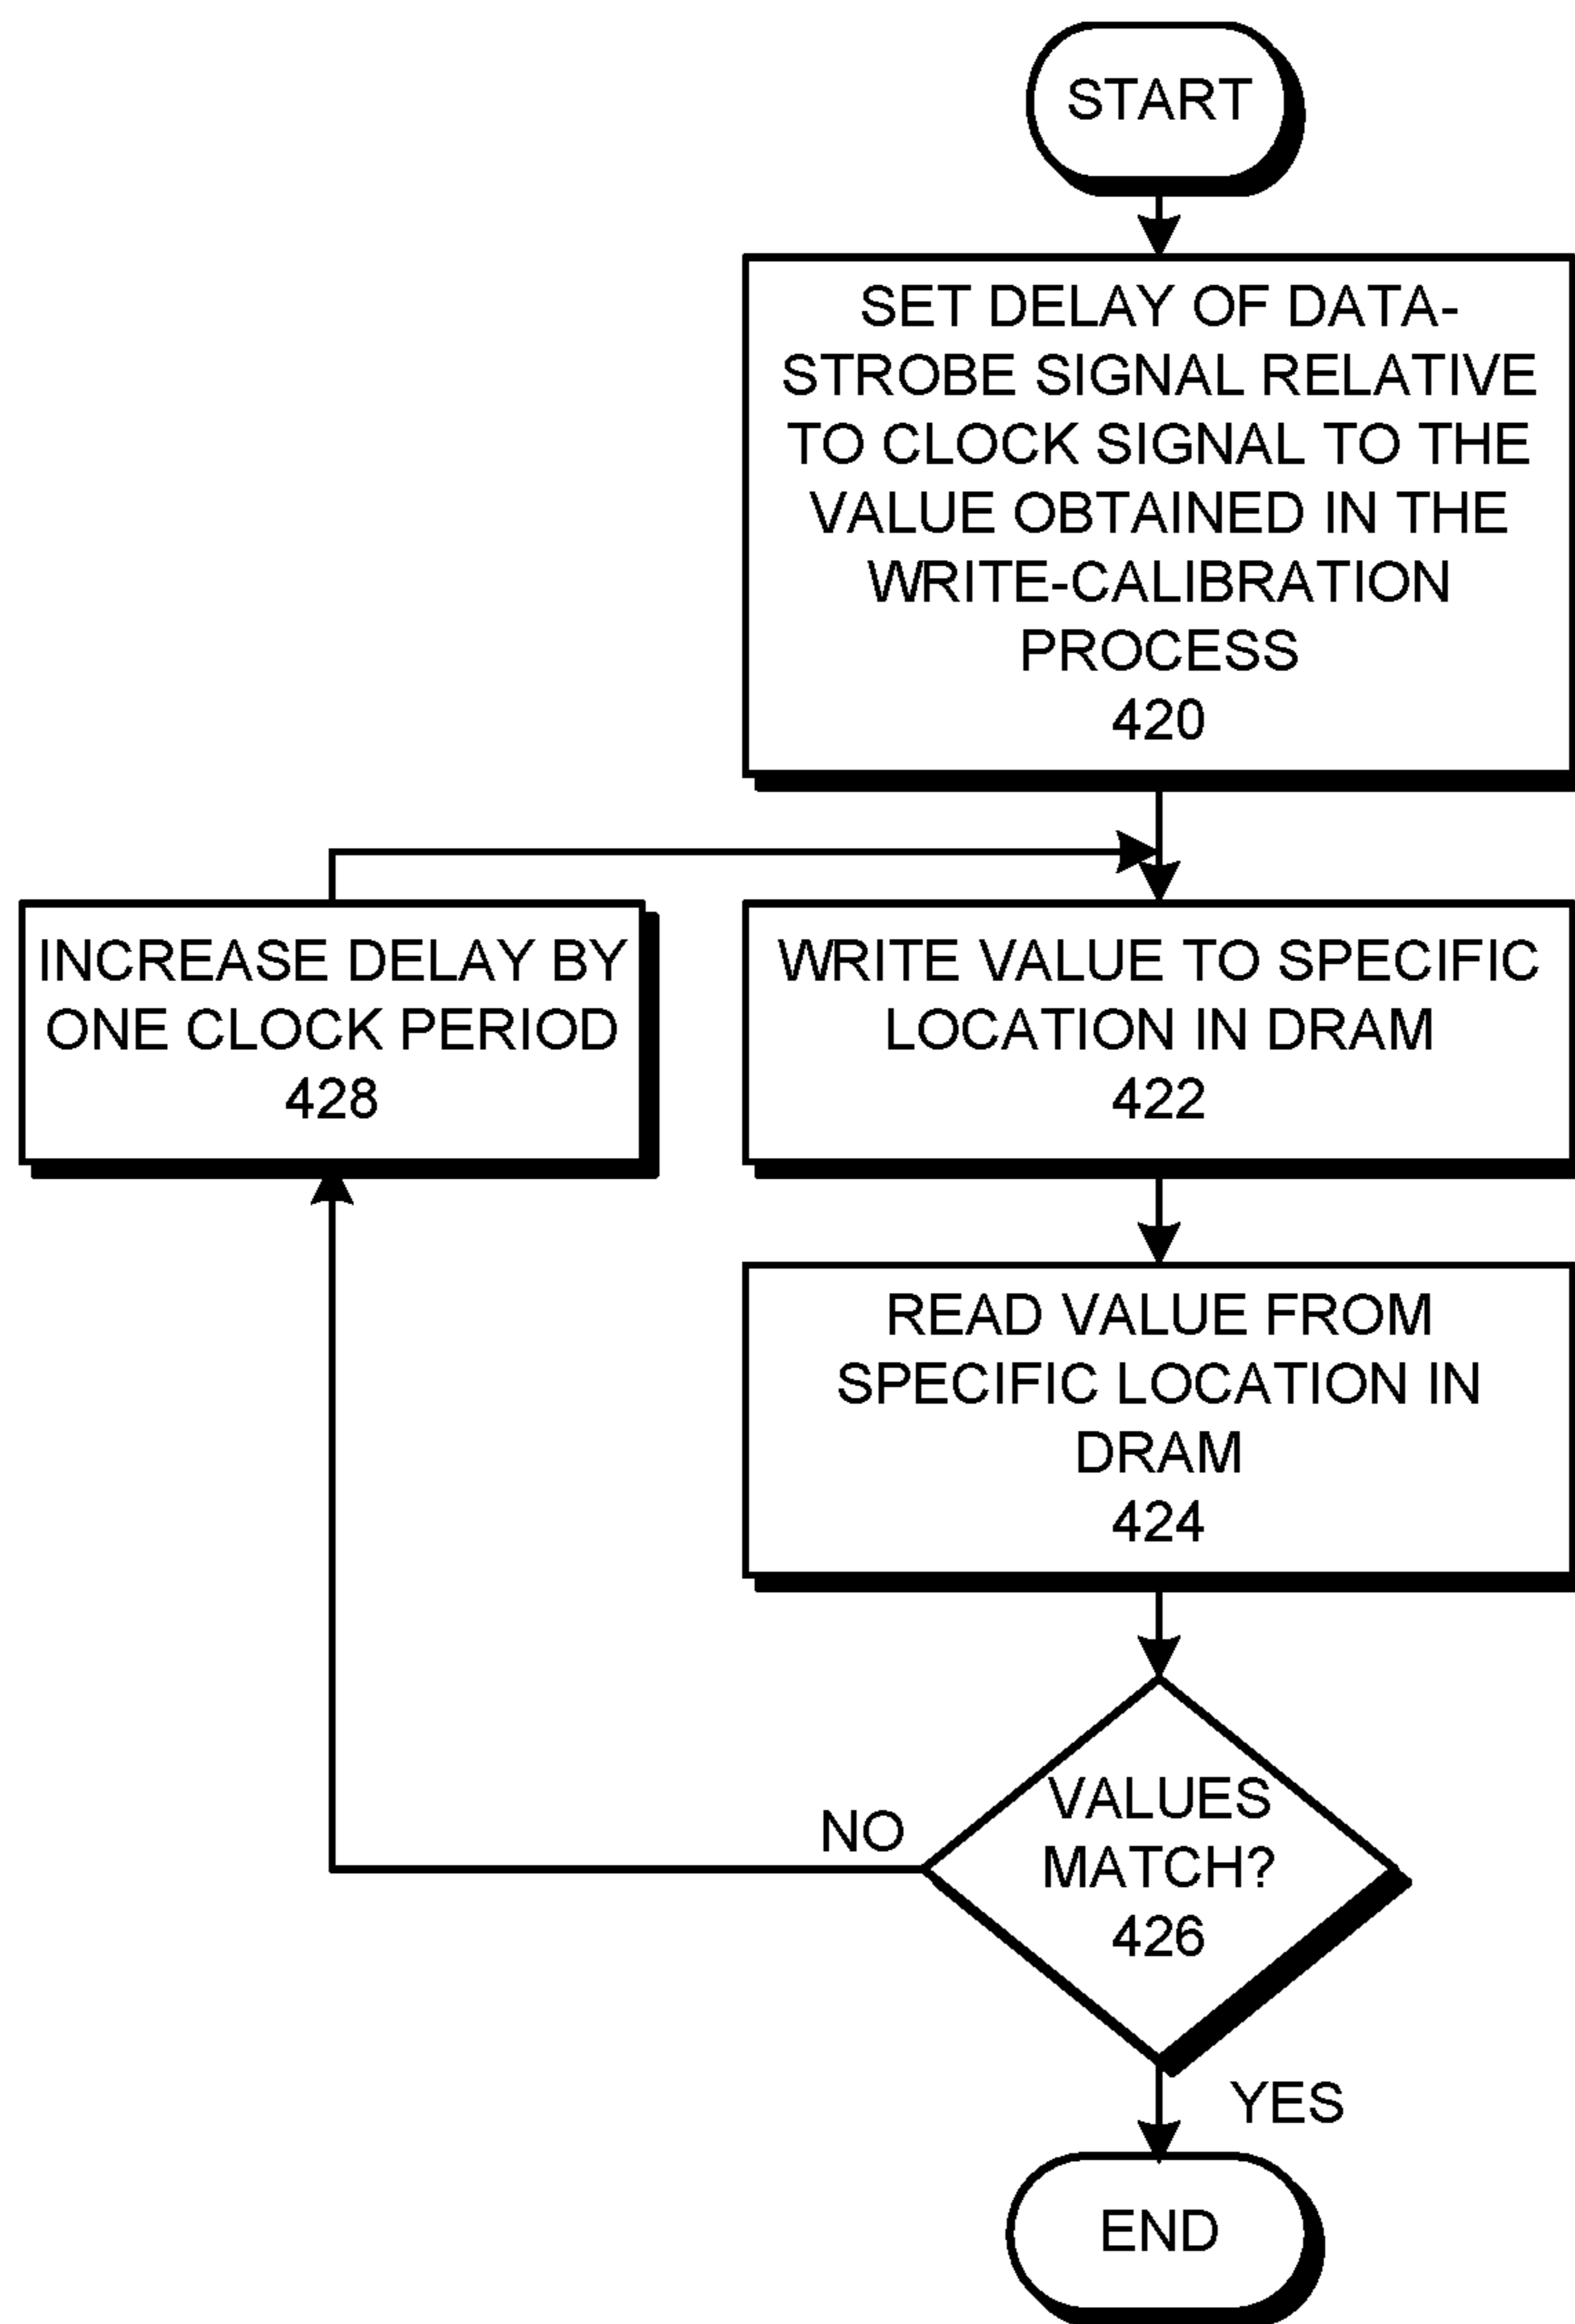 START
SET DELAY OF DATA-
STROBE SIGNAL RELATIVE
TO CLOCK SIGNAL TO THE
VALUE OBTAINED IN THE
WRITE-CALIBRATION
PROCESS
420
INCREASE DELAY BY
ONE CLOCK PERIOD
428
WRITE VALUE TO SPECIFIC
LOCATION IN DRAM
422
READ VALUE FROM
SPECIFIC LOCATION IN
DRAM
424
VALUES
MATCH?
426
NO
YES
END